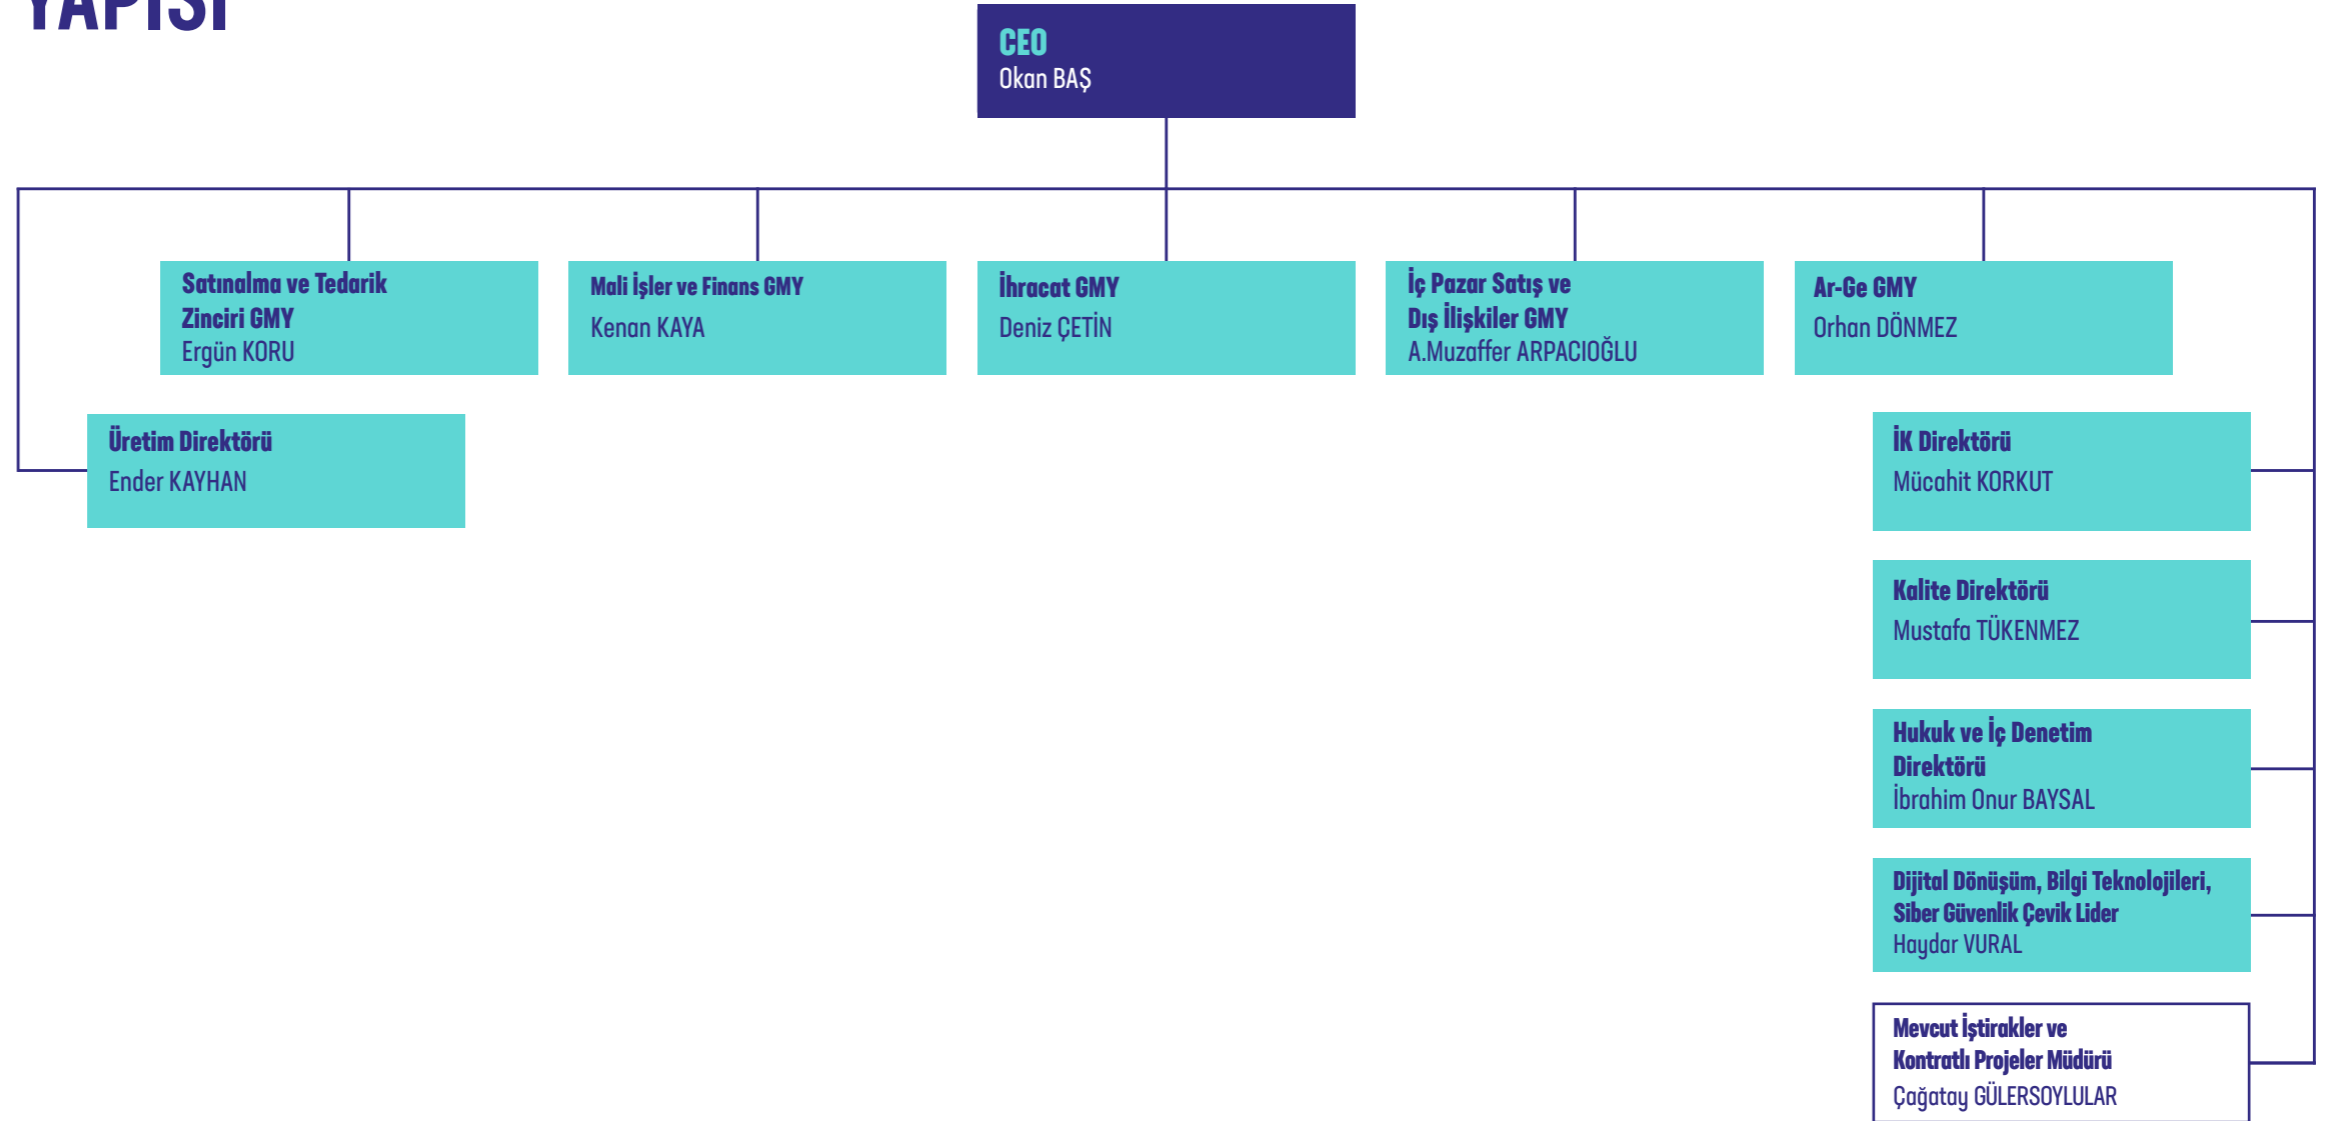 YAPISI
CEO
Okan BAŞ
Satınalma ve Tedarik
Zinciri GMY
Ergün KORU
Mali İşler ve Finans GMY
Kenan KAYA
İhracat GMY
Deniz ÇETİN
İç Pazar Satış ve
Dış İlişkiler GMY
A.Muzaffer ARPACIOĞLU
Ar-Ge GMY
Orhan DÖNMEZ
Üretim Direktörü
Ender KAYHAN
İK Direktörü
Mücahit KORKUT
Kalite Direktörü
Mustafa TÜKENMEZ
Hukuk ve İç Denetim
Direktörü
İbrahim Onur BAYSAL
Dijital Dönüşüm, Bilgi Teknolojileri,
Siber Güvenlik Çevik Lider
Haydar VURAL
Mevcut İştirakler ve
Kontratlı Projeler Müdürü
Çağatay GÜLERSOYLULAR